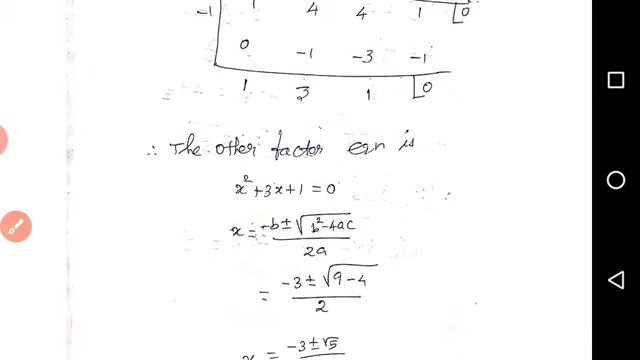 -1 | 1 4 4 1 | 0
0 -1 -3 -1
1 3 1 | 0
∴ The other factor eqn is
x² + 3x + 1 = 0
x = -b ± √b² - 4ac / 2a
= -3 ± √9 - 4 / 2
x = -3 ± √5